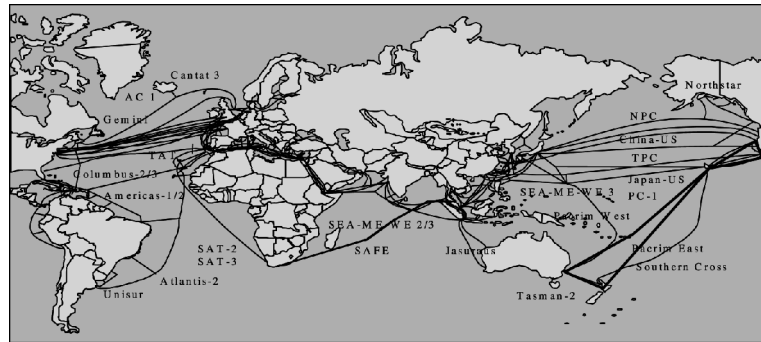 Cantat 3
AC 1
Gemini
TAT
Columbus-2/3
Americas-1/2
SAT-2
SAT-3
Atlantis-2
Unisur
SEA-ME-WE 2/3
SAFE
Jasuraus
Northstar
NPC
China-US
TPC
Japan-US
SEA-ME-WE 3
PC-1
Pacrim West
Pacrim East
Southern Cross
Tasman-2